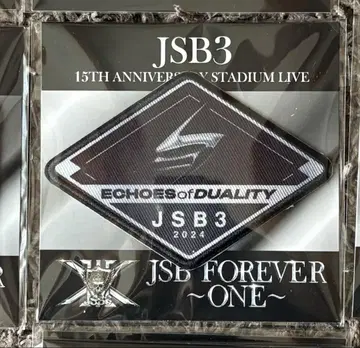 JSB3
15TH ANNIVERSARY STADIUM LIVE
ECHOES of DUALITY
JSB3
2024
JSB FOREVER
～ONE～